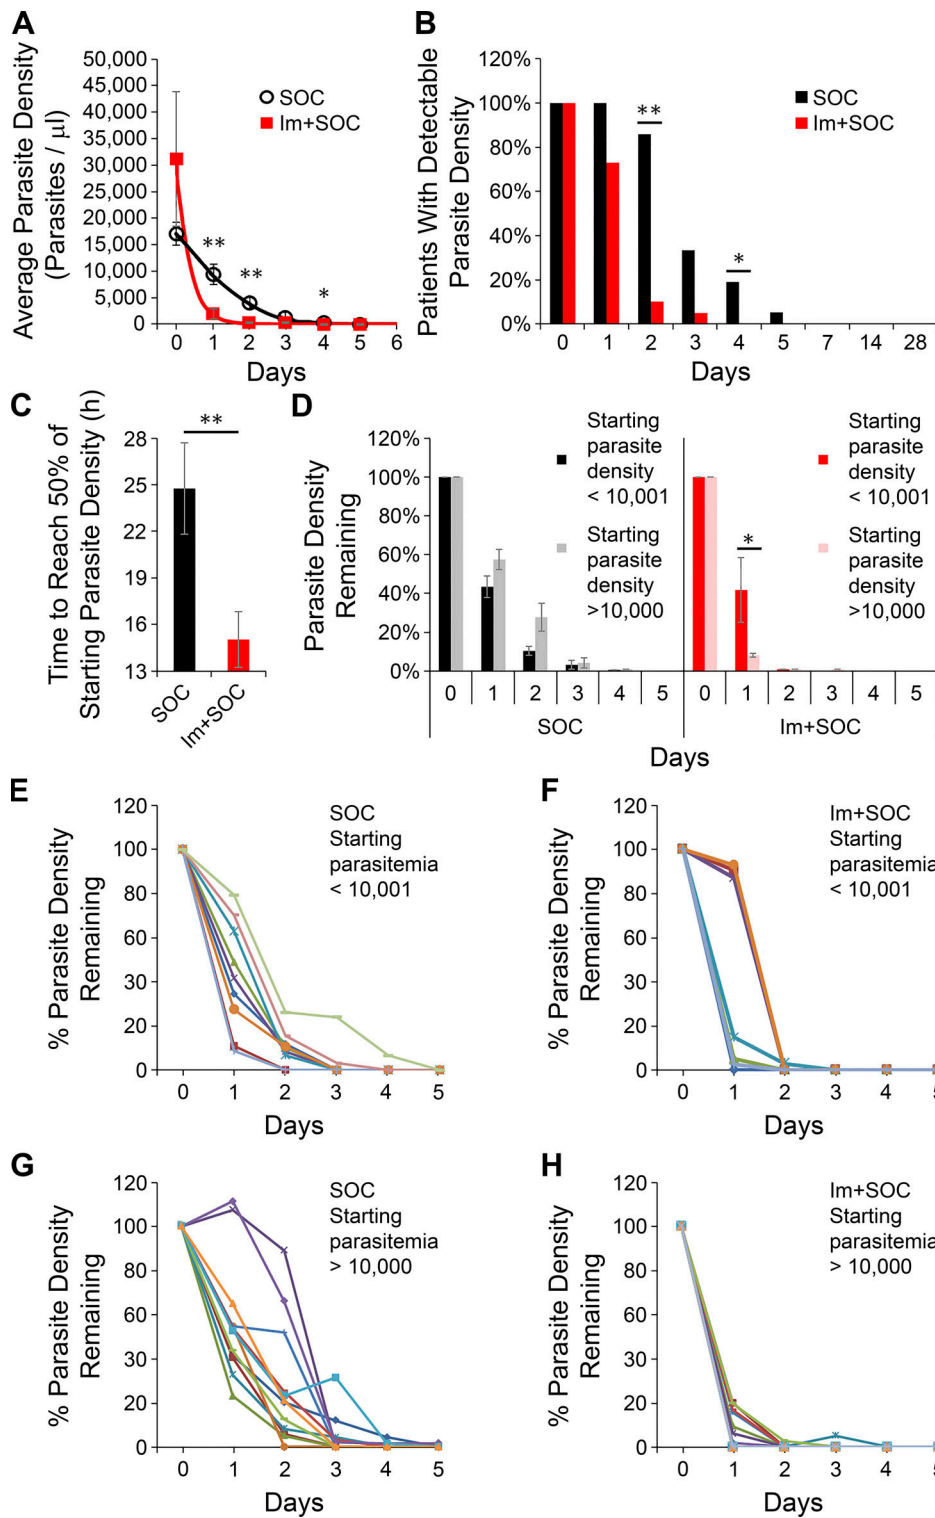 A
Average Parasite Density
(Parasites / µl)
50,000
45,000
40,000
35,000
30,000
25,000
20,000
15,000
10,000
5,000
0
SOC
Im+SOC
**
**
*
0 1 2 3 4 5 6
Days
B
Patients With Detectable
Parasite Density
100%
80%
60%
40%
20%
0%
SOC
Im+SOC
**
*
0 1 2 3 4 5 7 14 28
Days
C
Time to Reach 50% of
Starting Parasite Density (h)
28
25
22
19
16
13
**
SOC
Im+SOC
D
Parasite Density
Remaining
120%
100%
80%
60%
40%
20%
0%
Starting
parasite
density
< 10,001
Starting
parasite
density
>10,000
Starting
parasite
density
< 10,001
Starting
parasite
density
>10,000
*
0 1 2 3 4 5 0 1 2 3 4 5
SOC Im+SOC
Days
E
% Parasite Density
Remaining
120
100
80
60
30
20
0
SOC
Starting
parasitemia
< 10,001
0 1 2 3 4 5
Days
F
% Parasite Density
Remaining
120
100
80
60
30
20
0
Im+SOC
Starting
parasitemia
< 10,001
0 1 2 3 4 5
Days
G
% Parasite Density
Remaining
120
100
80
60
30
20
0
SOC
Starting
parasitemia
> 10,000
0 1 2 3 4 5
Days
H
% Parasite Density
Remaining
120
100
80
60
30
20
0
Im+SOC
Starting
parasitemia
> 10,000
0 1 2 3 4 5
Days